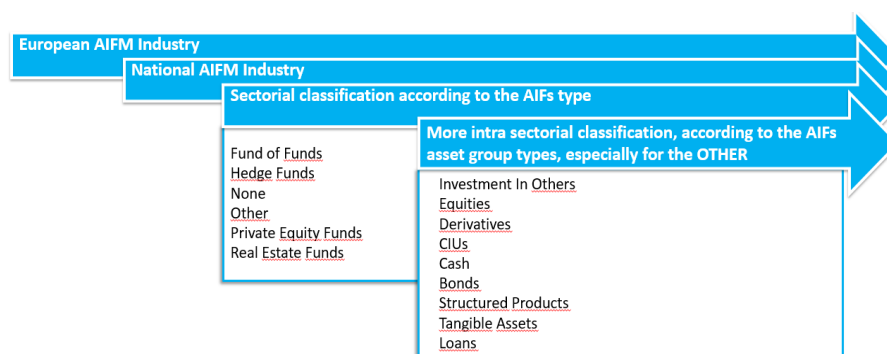 European AIFM Industry
National AIFM Industry
Sectorial classification according to the AIFs type
More intra sectorial classification, according to the AIFs
asset group types, especially for the OTHER
Fund of Funds
Hedge Funds
None
Other
Private Equity Funds
Real Estate Funds
Investment In Others
Equities
Derivatives
CIUs
Cash
Bonds
Structured Products
Tangible Assets
Loans